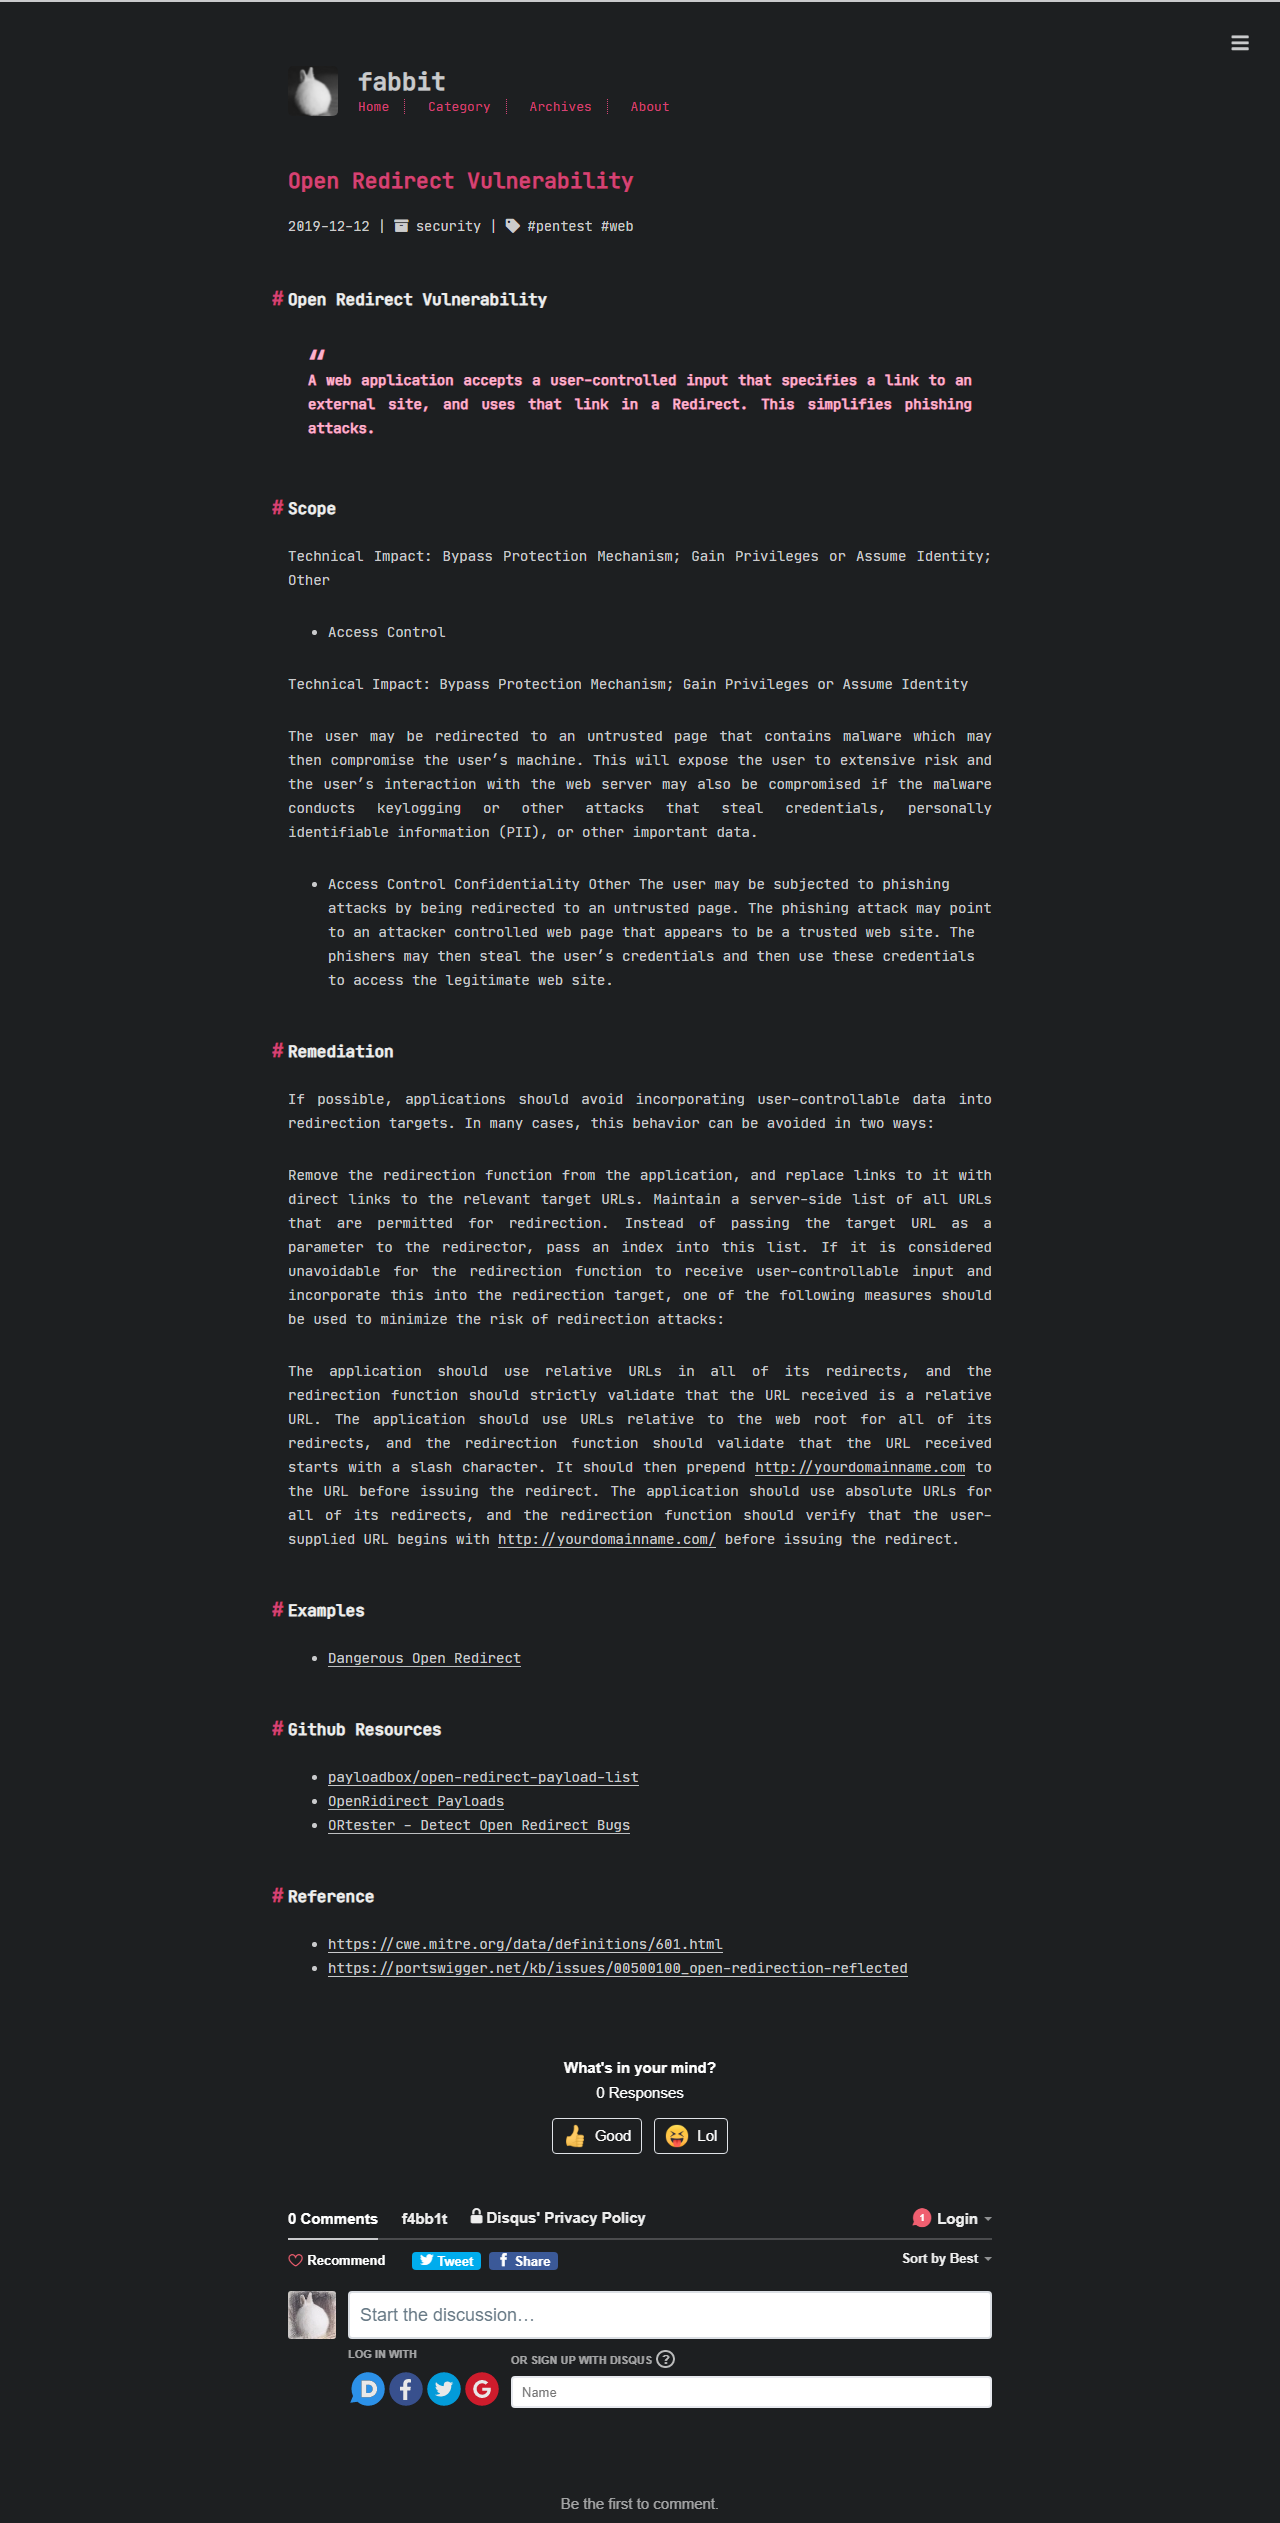 fabbit
Home
Category
Archives
About
Open Redirect Vulnerability
2019-12-12 | security | #pentest #web
# Open Redirect Vulnerability
“
A web application accepts a user-controlled input that specifies a link to an
external site, and uses that link in a Redirect. This simplifies phishing
attacks.
# Scope
Technical Impact: Bypass Protection Mechanism; Gain Privileges or Assume Identity;
Other
• Access Control
Technical Impact: Bypass Protection Mechanism; Gain Privileges or Assume Identity
The user may be redirected to an untrusted page that contains malware which may
then compromise the user’s machine. This will expose the user to extensive risk and
the user’s interaction with the web server may also be compromised if the malware
conducts keylogging or other attacks that steal credentials, personally
identifiable information (PII), or other important data.
• Access Control Confidentiality Other The user may be subjected to phishing
attacks by being redirected to an untrusted page. The phishing attack may point
to an attacker controlled web page that appears to be a trusted web site. The
phishers may then steal the user’s credentials and then use these credentials
to access the legitimate web site.
# Remediation
If possible, applications should avoid incorporating user-controllable data into
redirection targets. In many cases, this behavior can be avoided in two ways:
Remove the redirection function from the application, and replace links to it with
direct links to the relevant target URLs. Maintain a server-side list of all URLs
that are permitted for redirection. Instead of passing the target URL as a
parameter to the redirector, pass an index into this list. If it is considered
unavoidable for the redirection function to receive user-controllable input and
incorporate this into the redirection target, one of the following measures should
be used to minimize the risk of redirection attacks:
The application should use relative URLs in all of its redirects, and the
redirection function should strictly validate that the URL received is a relative
URL. The application should use URLs relative to the web root for all of its
redirects, and the redirection function should validate that the URL received
starts with a slash character. It should then prepend http://yourdomainname.com to
the URL before issuing the redirect. The application should use absolute URLs for
all of its redirects, and the redirection function should verify that the user-
supplied URL begins with http://yourdomainname.com/ before issuing the redirect.
# Examples
• Dangerous Open Redirect
# Github Resources
• payloadbox/open-redirect-payload-list
• OpenRidirect Payloads
• ORtester - Detect Open Redirect Bugs
# Reference
• https://cwe.mitre.org/data/definitions/601.html
• https://portswigger.net/kb/issues/00500100_open-redirection-reflected
What's in your mind?
0 Responses
Good
Lol
0 Comments
f4bb1t
Disqus' Privacy Policy
1
Login
Recommend
Tweet
Share
Sort by Best
Start the discussion…
LOG IN WITH
OR SIGN UP WITH DISQUS ?
Name
Be the first to comment.